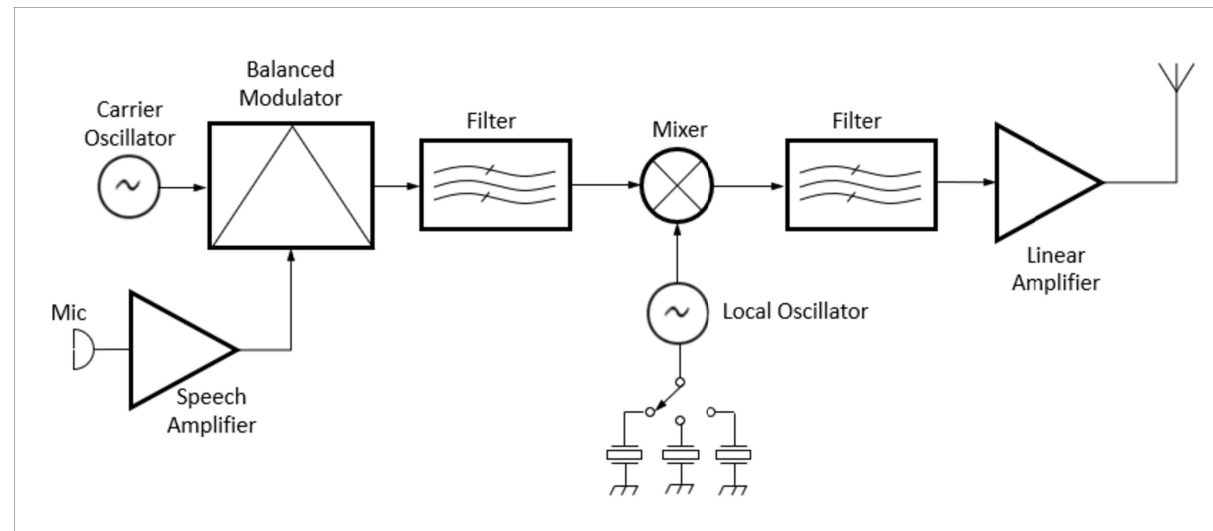 Balanced
Modulator
Carrier
Oscillator
Filter
Mixer
Filter
Linear
Amplifier
Local Oscillator
Mic
Speech
Amplifier